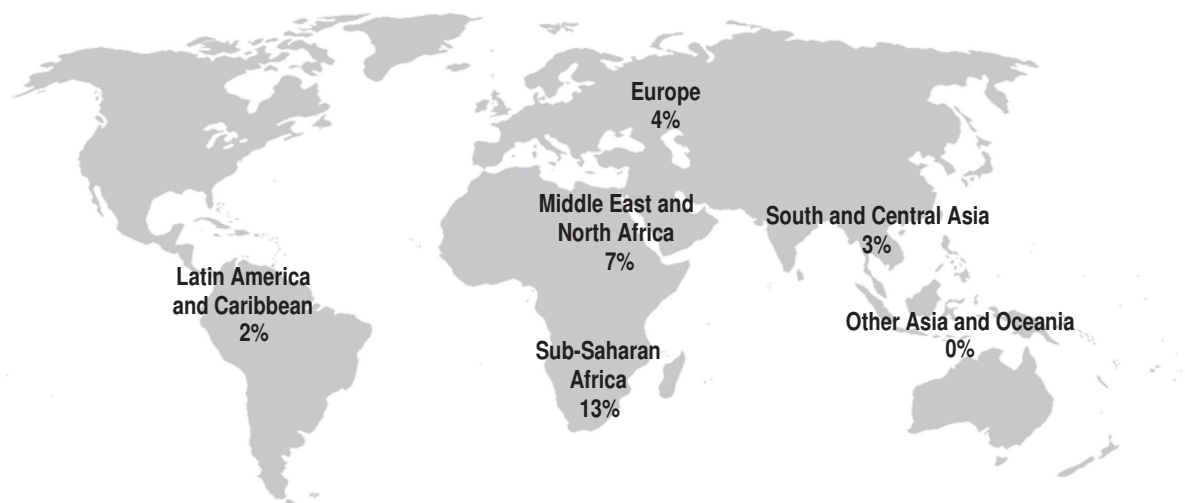 Europe
4%
Middle East and
North Africa
7%
South and Central Asia
3%
Latin America
and Caribbean
2%
Other Asia and Oceania
0%
Sub-Saharan
Africa
13%